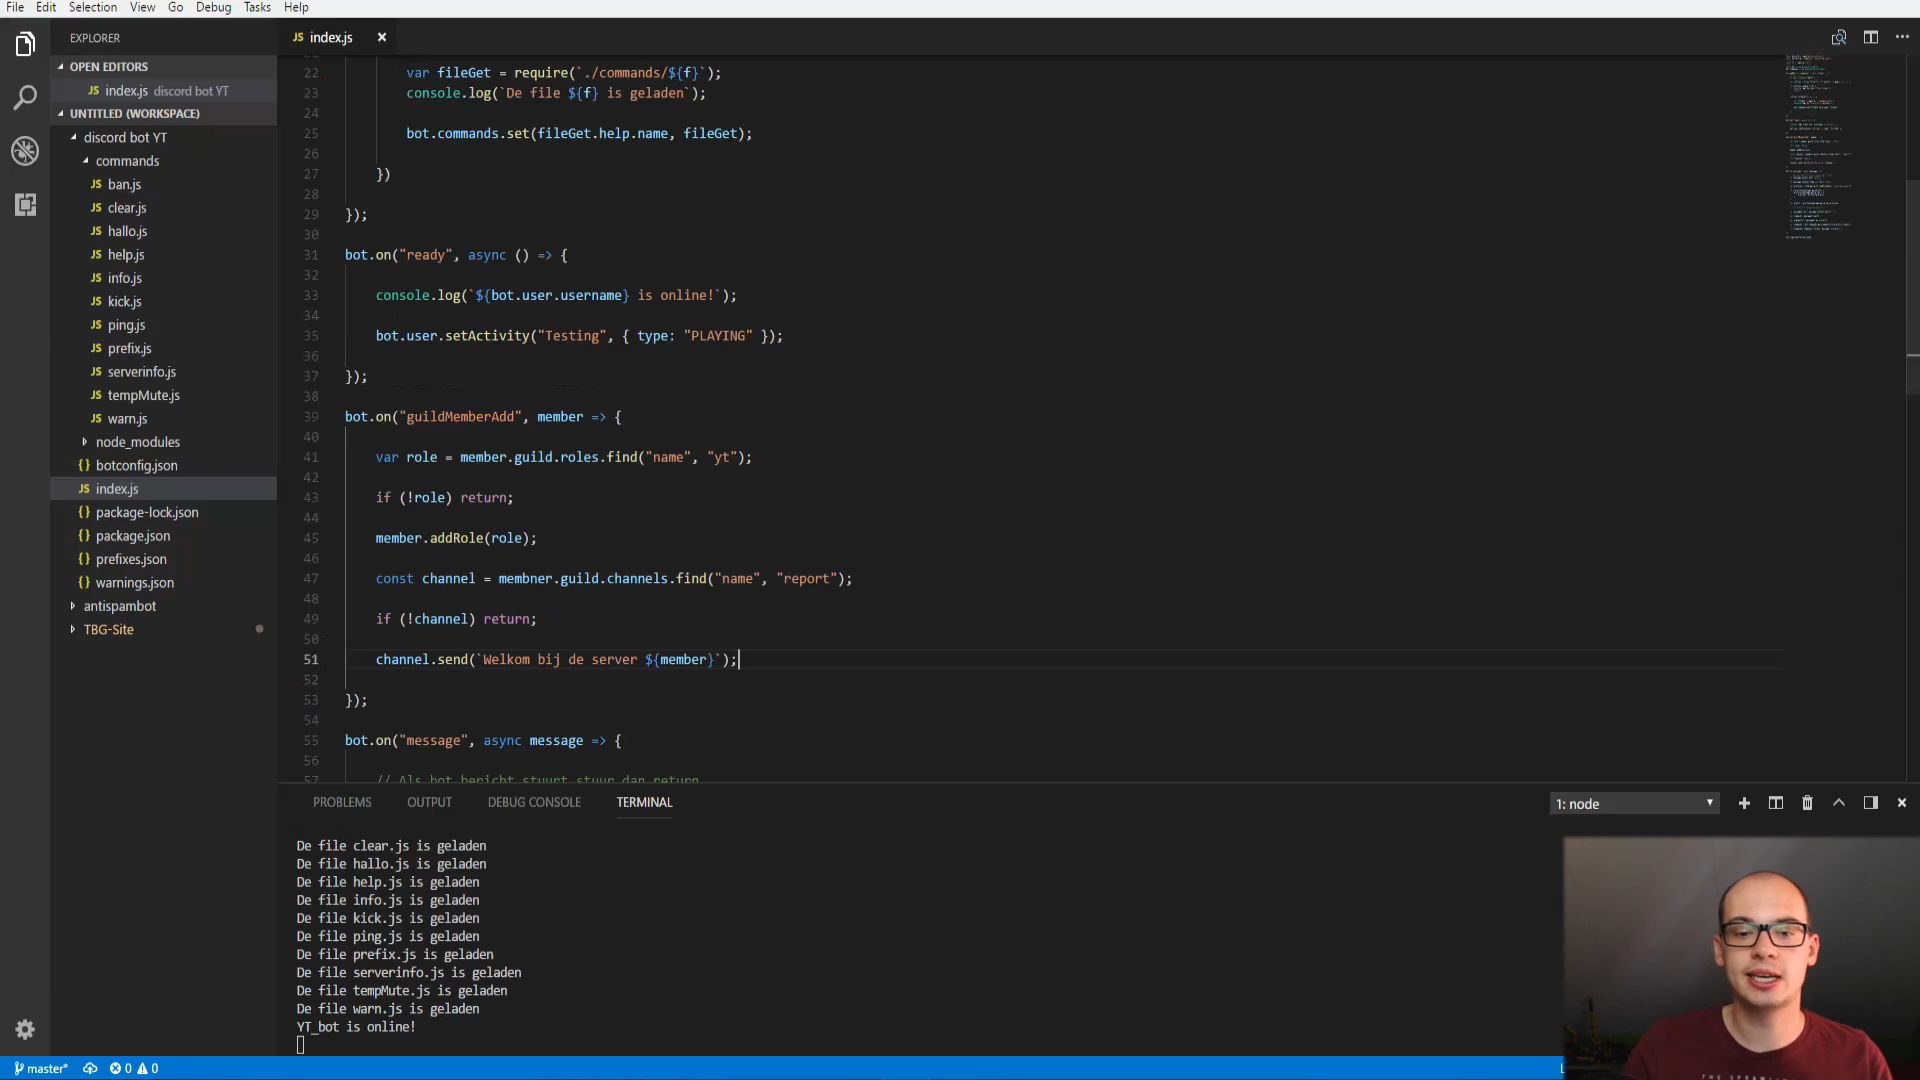 File Edit Selection View Go Debug Tasks Help
EXPLORER
OPEN EDITORS
JS index.js discord bot YT
UNTITLED (WORKSPACE)
discord bot YT
commands
JS ban.js
JS clear.js
JS hallo.js
JS help.js
JS info.js
JS kick.js
JS ping.js
JS prefix.js
JS serverinfo.js
JS tempMute.js
JS warn.js
node_modules
{} botconfig.json
JS index.js
{} package-lock.json
{} package.json
{} prefixes.json
{} warnings.json
antispambot
TBG-Site
JS index.js
22 var fileGet = require(`./commands/${f}`);
23 console.log(`De file ${f} is geladen`);
24
25 bot.commands.set(fileGet.help.name, fileGet);
26
27 })
28
29 });
30
31 bot.on("ready", async () => {
32
33 console.log(`${bot.user.username} is online!`);
34
35 bot.user.setActivity("Testing", { type: "PLAYING" });
36
37 });
38
39 bot.on("guildMemberAdd", member => {
40
41 var role = member.guild.roles.find("name", "yt");
42
43 if (!role) return;
44
45 member.addRole(role);
46
47 const channel = membner.guild.channels.find("name", "report");
48
49 if (!channel) return;
50
51 channel.send(`Welkom bij de server ${member}`);
52
53 });
54
55 bot.on("message", async message => {
56
57 // Als bot bericht stuurt stuur dan return
PROBLEMS OUTPUT DEBUG CONSOLE TERMINAL
1: node
De file clear.js is geladen
De file hallo.js is geladen
De file help.js is geladen
De file info.js is geladen
De file kick.js is geladen
De file ping.js is geladen
De file prefix.js is geladen
De file serverinfo.js is geladen
De file tempMute.js is geladen
De file warn.js is geladen
YT_bot is online!
master* 0 0